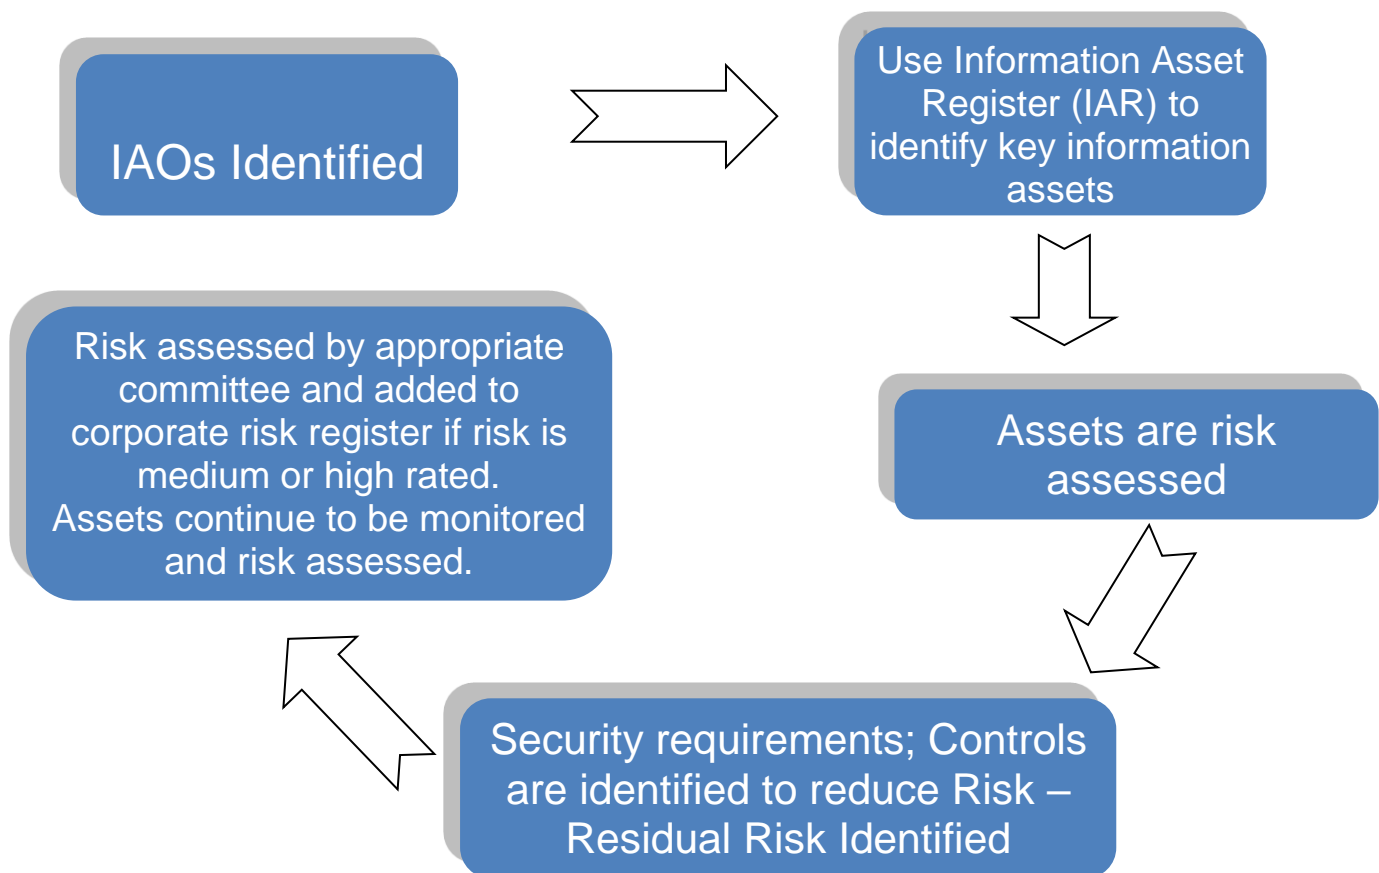 IAOs Identified
Use Information Asset
Register (IAR) to
identify key information
assets
Assets are risk
assessed
Security requirements; Controls
are identified to reduce Risk –
Residual Risk Identified
Risk assessed by appropriate
committee and added to
corporate risk register if risk is
medium or high rated.
Assets continue to be monitored
and risk assessed.